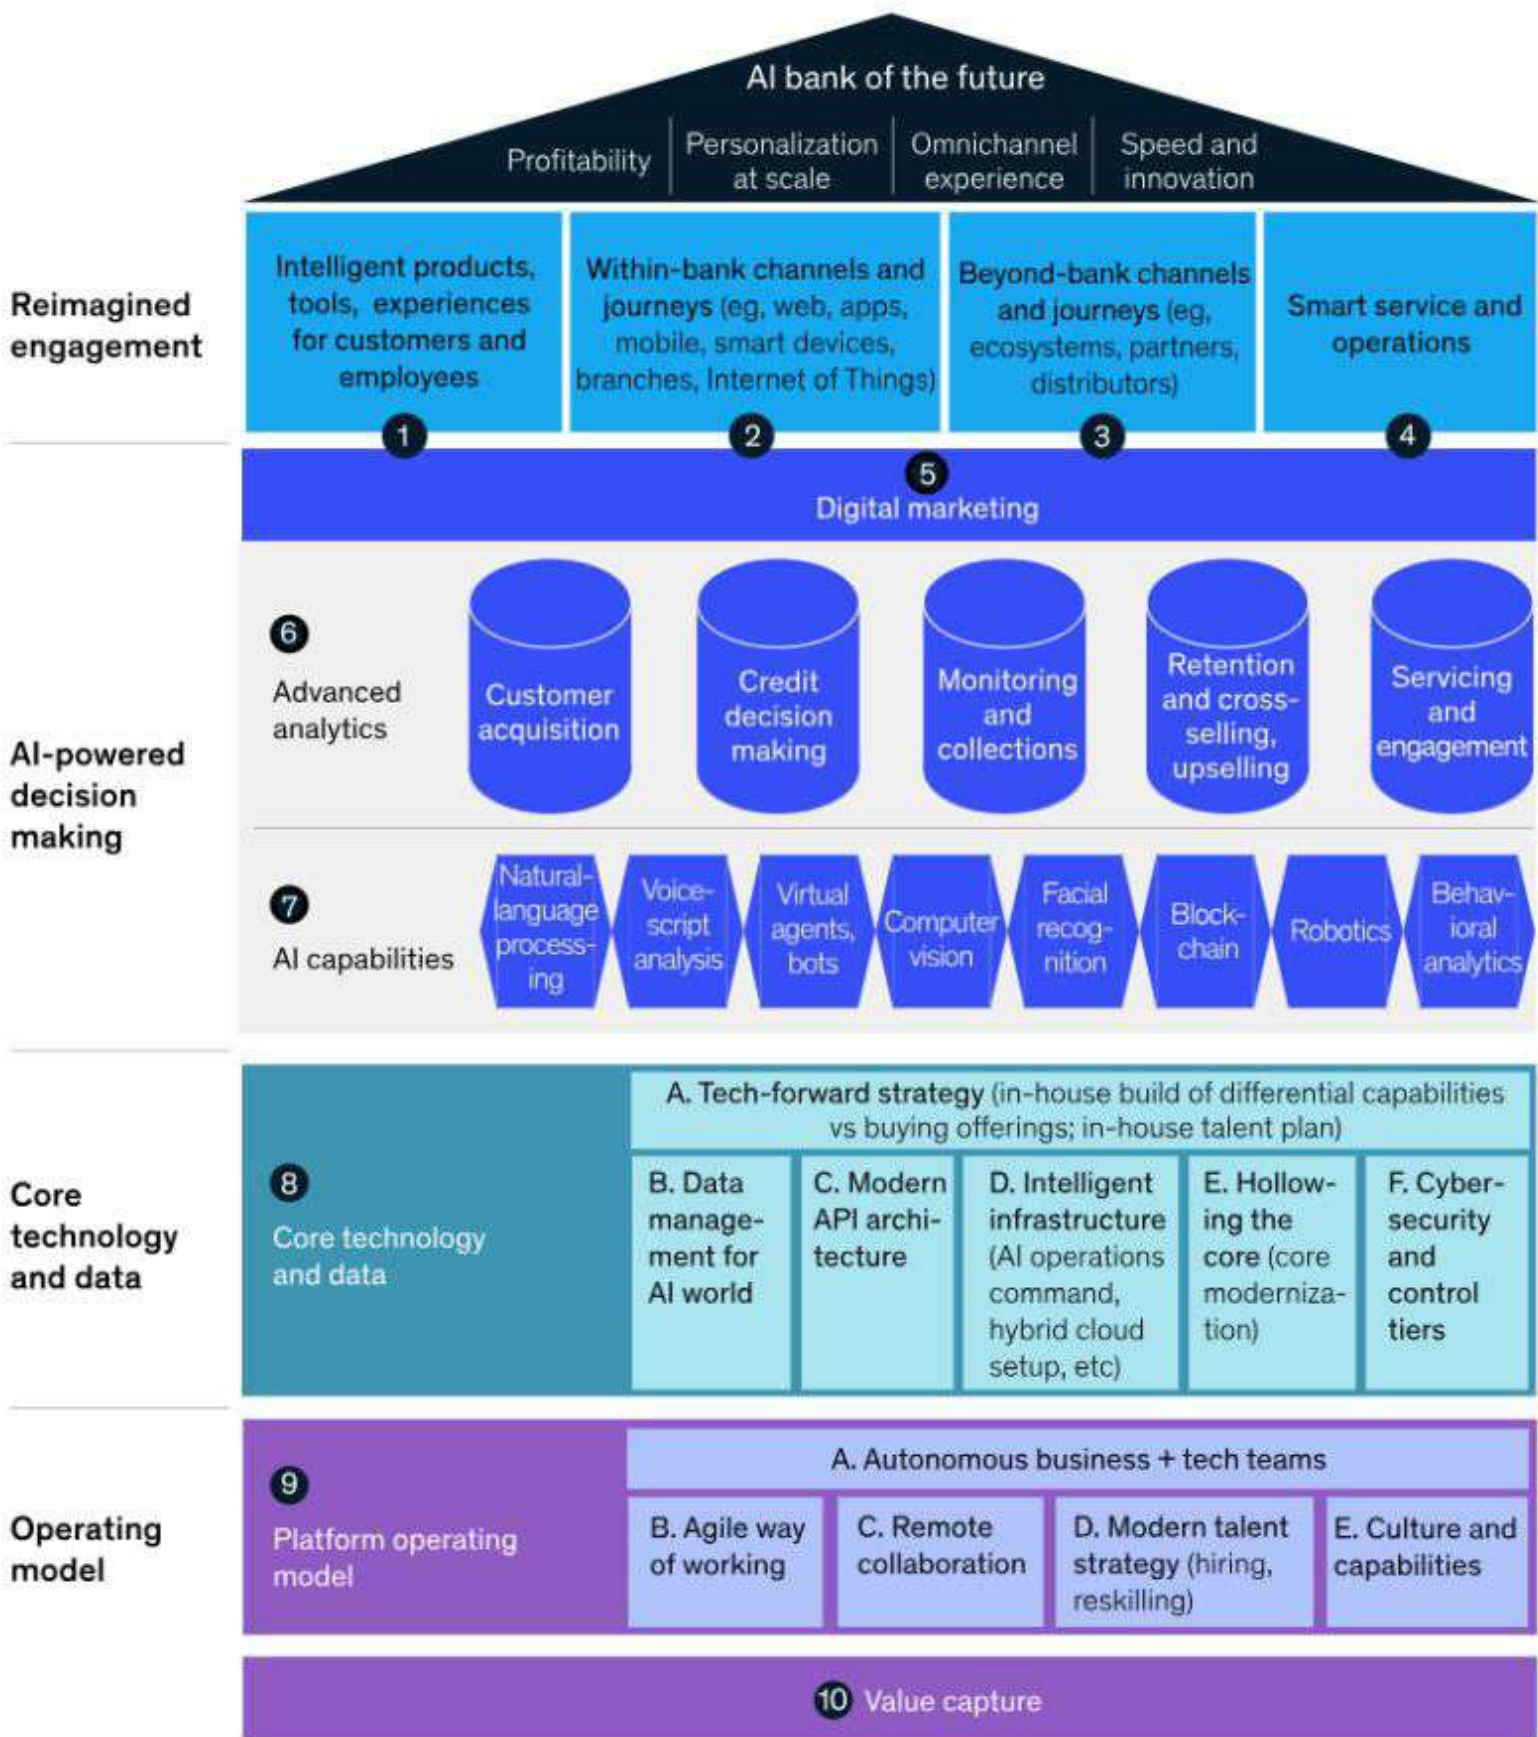 AI bank of the future
Profitability
Personalization
at scale
Omnichannel
experience
Speed and
innovation
Reimagined
engagement
Intelligent products,
tools, experiences
for customers and
employees
1
Within-bank channels and
journeys (eg, web, apps,
mobile, smart devices,
branches, Internet of Things)
2
Beyond-bank channels
and journeys (eg,
ecosystems, partners,
distributors)
3
Smart service and
operations
4
AI-powered
decision
making
5
Digital marketing
6
Advanced
analytics
Customer
acquisition
Credit
decision
making
Monitoring
and
collections
Retention
and cross-
selling,
upselling
Servicing
and
engagement
7
AI capabilities
Natural-
language
process-
ing
Voice-
script
analysis
Virtual
agents,
bots
Computer
vision
Facial
recog-
nition
Block-
chain
Robotics
Behav-
ioral
analytics
Core
technology
and data
8
Core technology
and data
A. Tech-forward strategy (in-house build of differential capabilities
vs buying offerings; in-house talent plan)
B. Data
manage-
ment for
AI world
C. Modern
API archi-
tecture
D. Intelligent
infrastructure
(AI operations
command,
hybrid cloud
setup, etc)
E. Hollow-
ing the
core (core
moderniza-
tion)
F. Cyber-
security
and
control
tiers
Operating
model
9
Platform operating
model
A. Autonomous business + tech teams
B. Agile way
of working
C. Remote
collaboration
D. Modern talent
strategy (hiring,
reskilling)
E. Culture and
capabilities
10 Value capture